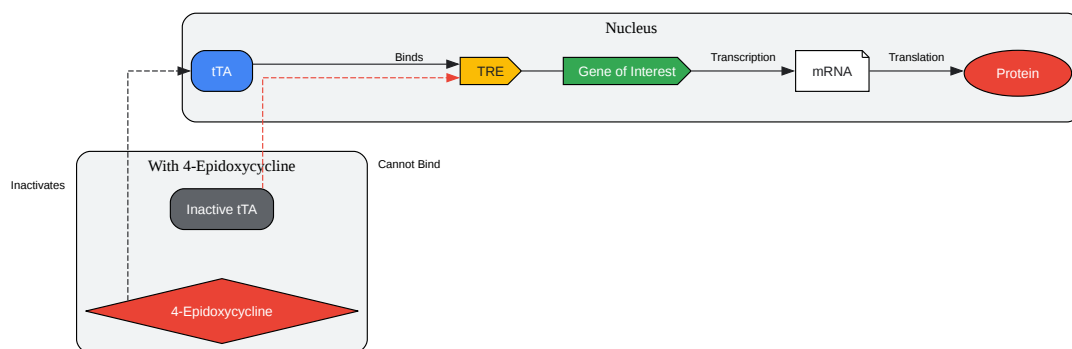 Nucleus
tTA
Binds
TRE
Gene of Interest
Transcription
mRNA
Translation
Protein
With 4-Epidoxycycline
Cannot Bind
Inactivates
Inactive tTA
4-Epidoxycycline